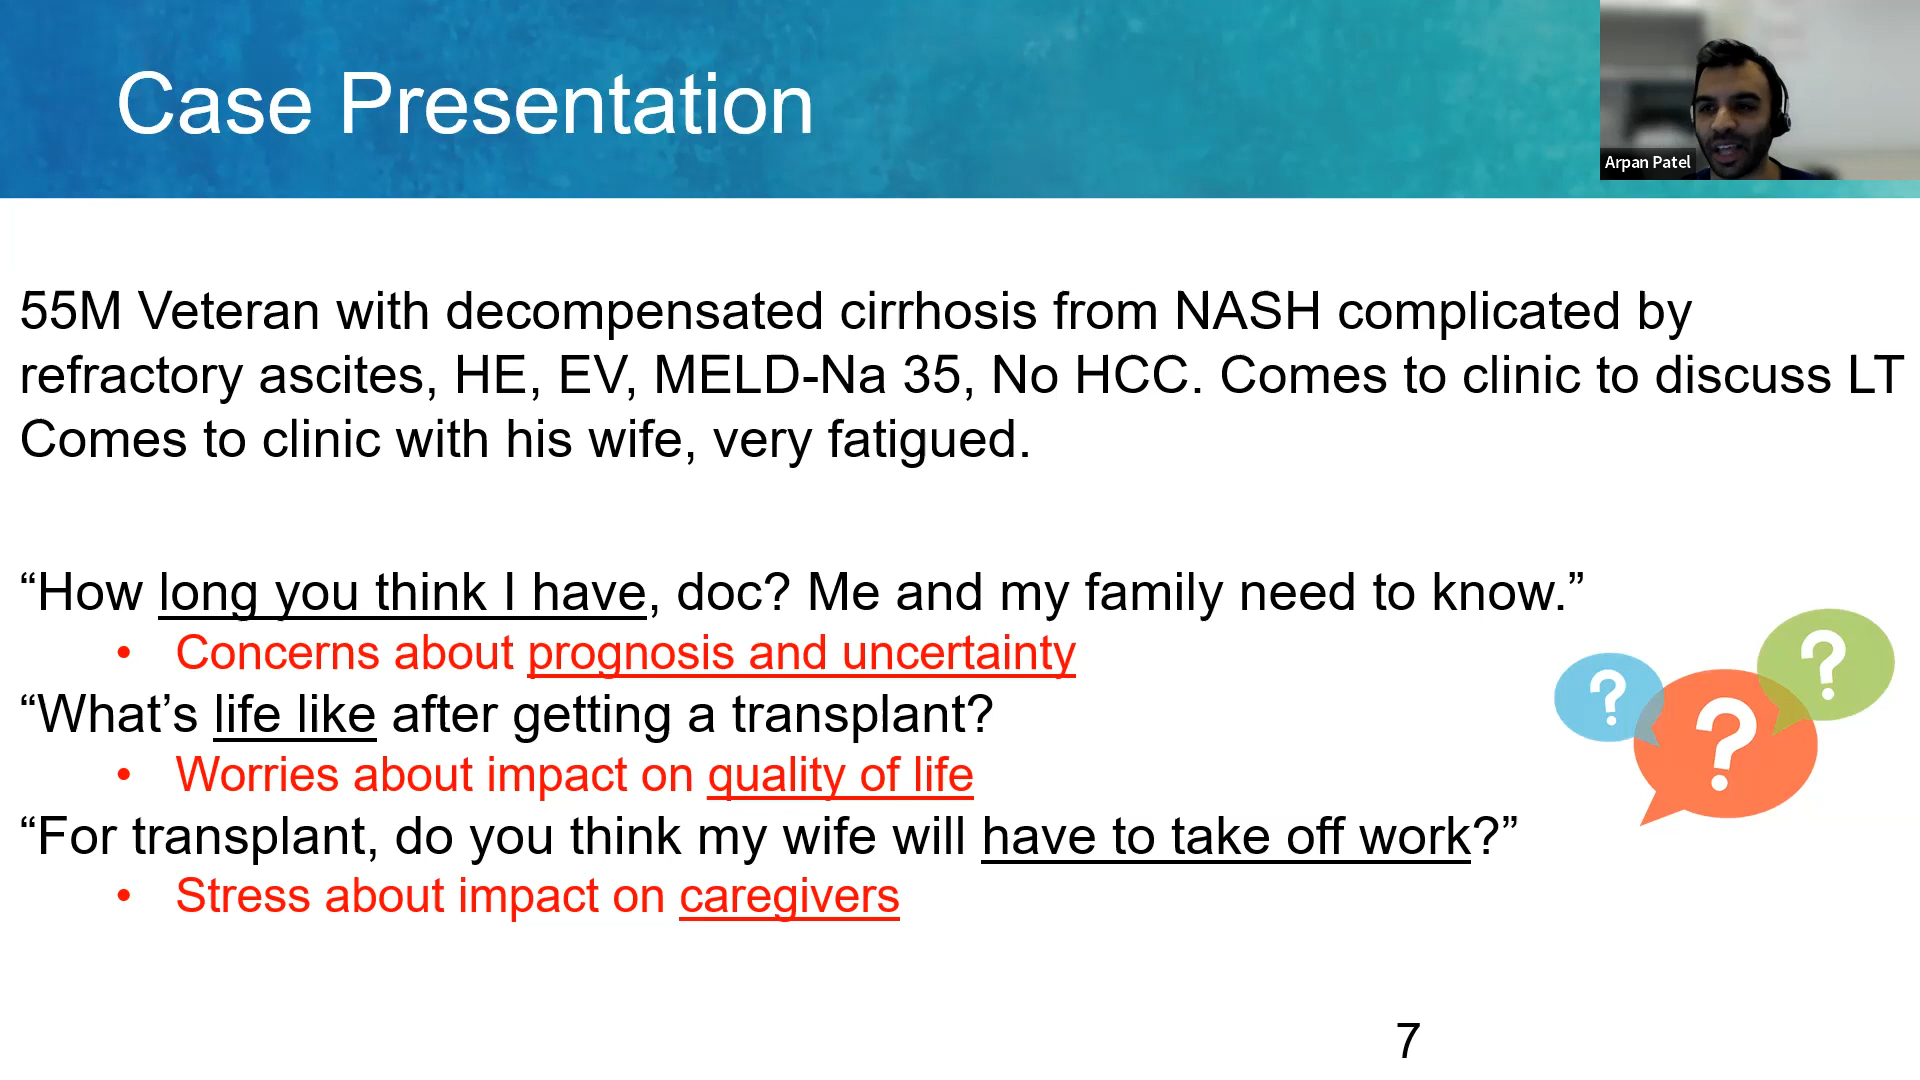 Case Presentation
Arpan Patel
55M Veteran with decompensated cirrhosis from NASH complicated by
refractory ascites, HE, EV, MELD-Na 35, No HCC. Comes to clinic to discuss LT
Comes to clinic with his wife, very fatigued.
“How long you think I have, doc? Me and my family need to know.”
• Concerns about prognosis and uncertainty
“What’s life like after getting a transplant?
• Worries about impact on quality of life
“For transplant, do you think my wife will have to take off work?”
• Stress about impact on caregivers
? ? ?
7